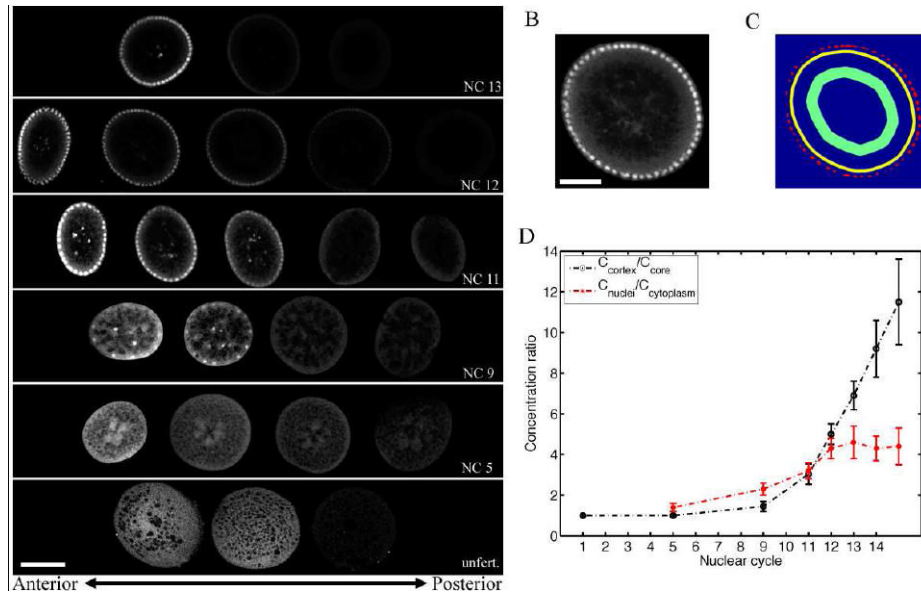 NC 13
NC 12
NC 11
NC 9
NC 5
unfert.
Anterior
Posterior
B
C
D
C_cortex/C_core
C_nuclei/C_cytoplasm
Concentration ratio
14
12
10
8
6
4
2
0
1 2 3 4 5 6 7 8 9 10 11 12 13 14
Nuclear cycle